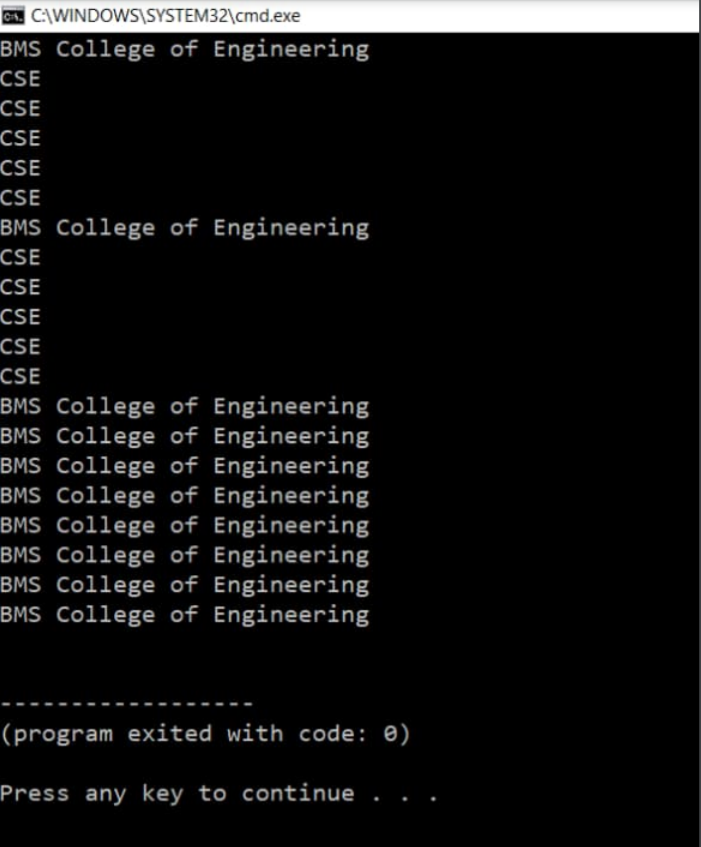 C:\WINDOWS\SYSTEM32\cmd.exe
BMS College of Engineering
CSE
CSE
CSE
CSE
CSE
BMS College of Engineering
CSE
CSE
CSE
CSE
CSE
BMS College of Engineering
BMS College of Engineering
BMS College of Engineering
BMS College of Engineering
BMS College of Engineering
BMS College of Engineering
BMS College of Engineering
BMS College of Engineering
------------------
(program exited with code: 0)
Press any key to continue . . .